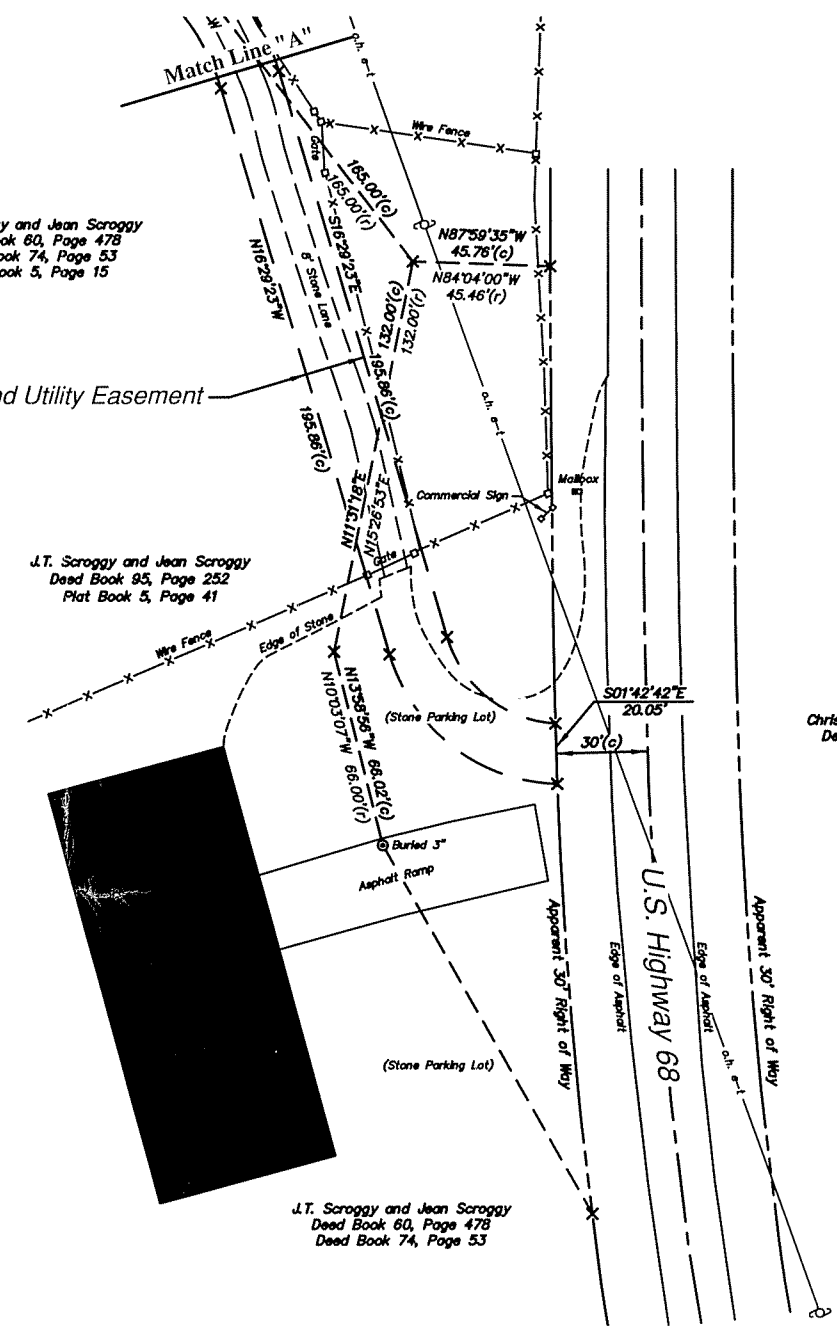 Match Line "A"
a.h. e-t
Wire Fence
Gate
165.00'(c)
165.00'(r)
and Jean Scroggy
60, Page 478
74, Page 53
5, Page 15
N16°29'23"W
8' Stone Lane
S16°29'23"E
N87°59'35"W
45.76'(c)
N84°04'00"W
45.46'(r)
132.00'(c)
132.00'(r)
Utility Easement
195.86'(c)
195.86'(c)
a.h. e-t
N11°31'18"E
N15°26'53"E
Commercial Sign
Mailbox
J.T. Scroggy and Jean Scroggy
Deed Book 95, Page 252
Plat Book 5, Page 41
Gate
Wire Fence
Edge of Stone
N13°58'56"W 66.02'(c)
N10°03'07"W 66.00'(r)
(Stone Parking Lot)
S01°42'42"E
20.05'
30'(c)
Buried 3"
Asphalt Ramp
Apparent 30' Right of Way
Edge of Asphalt
U.S. Highway 68
Edge of Asphalt
Apparent 30' Right of Way
a.h. e-t
(Stone Parking Lot)
J.T. Scroggy and Jean Scroggy
Deed Book 60, Page 478
Deed Book 74, Page 53